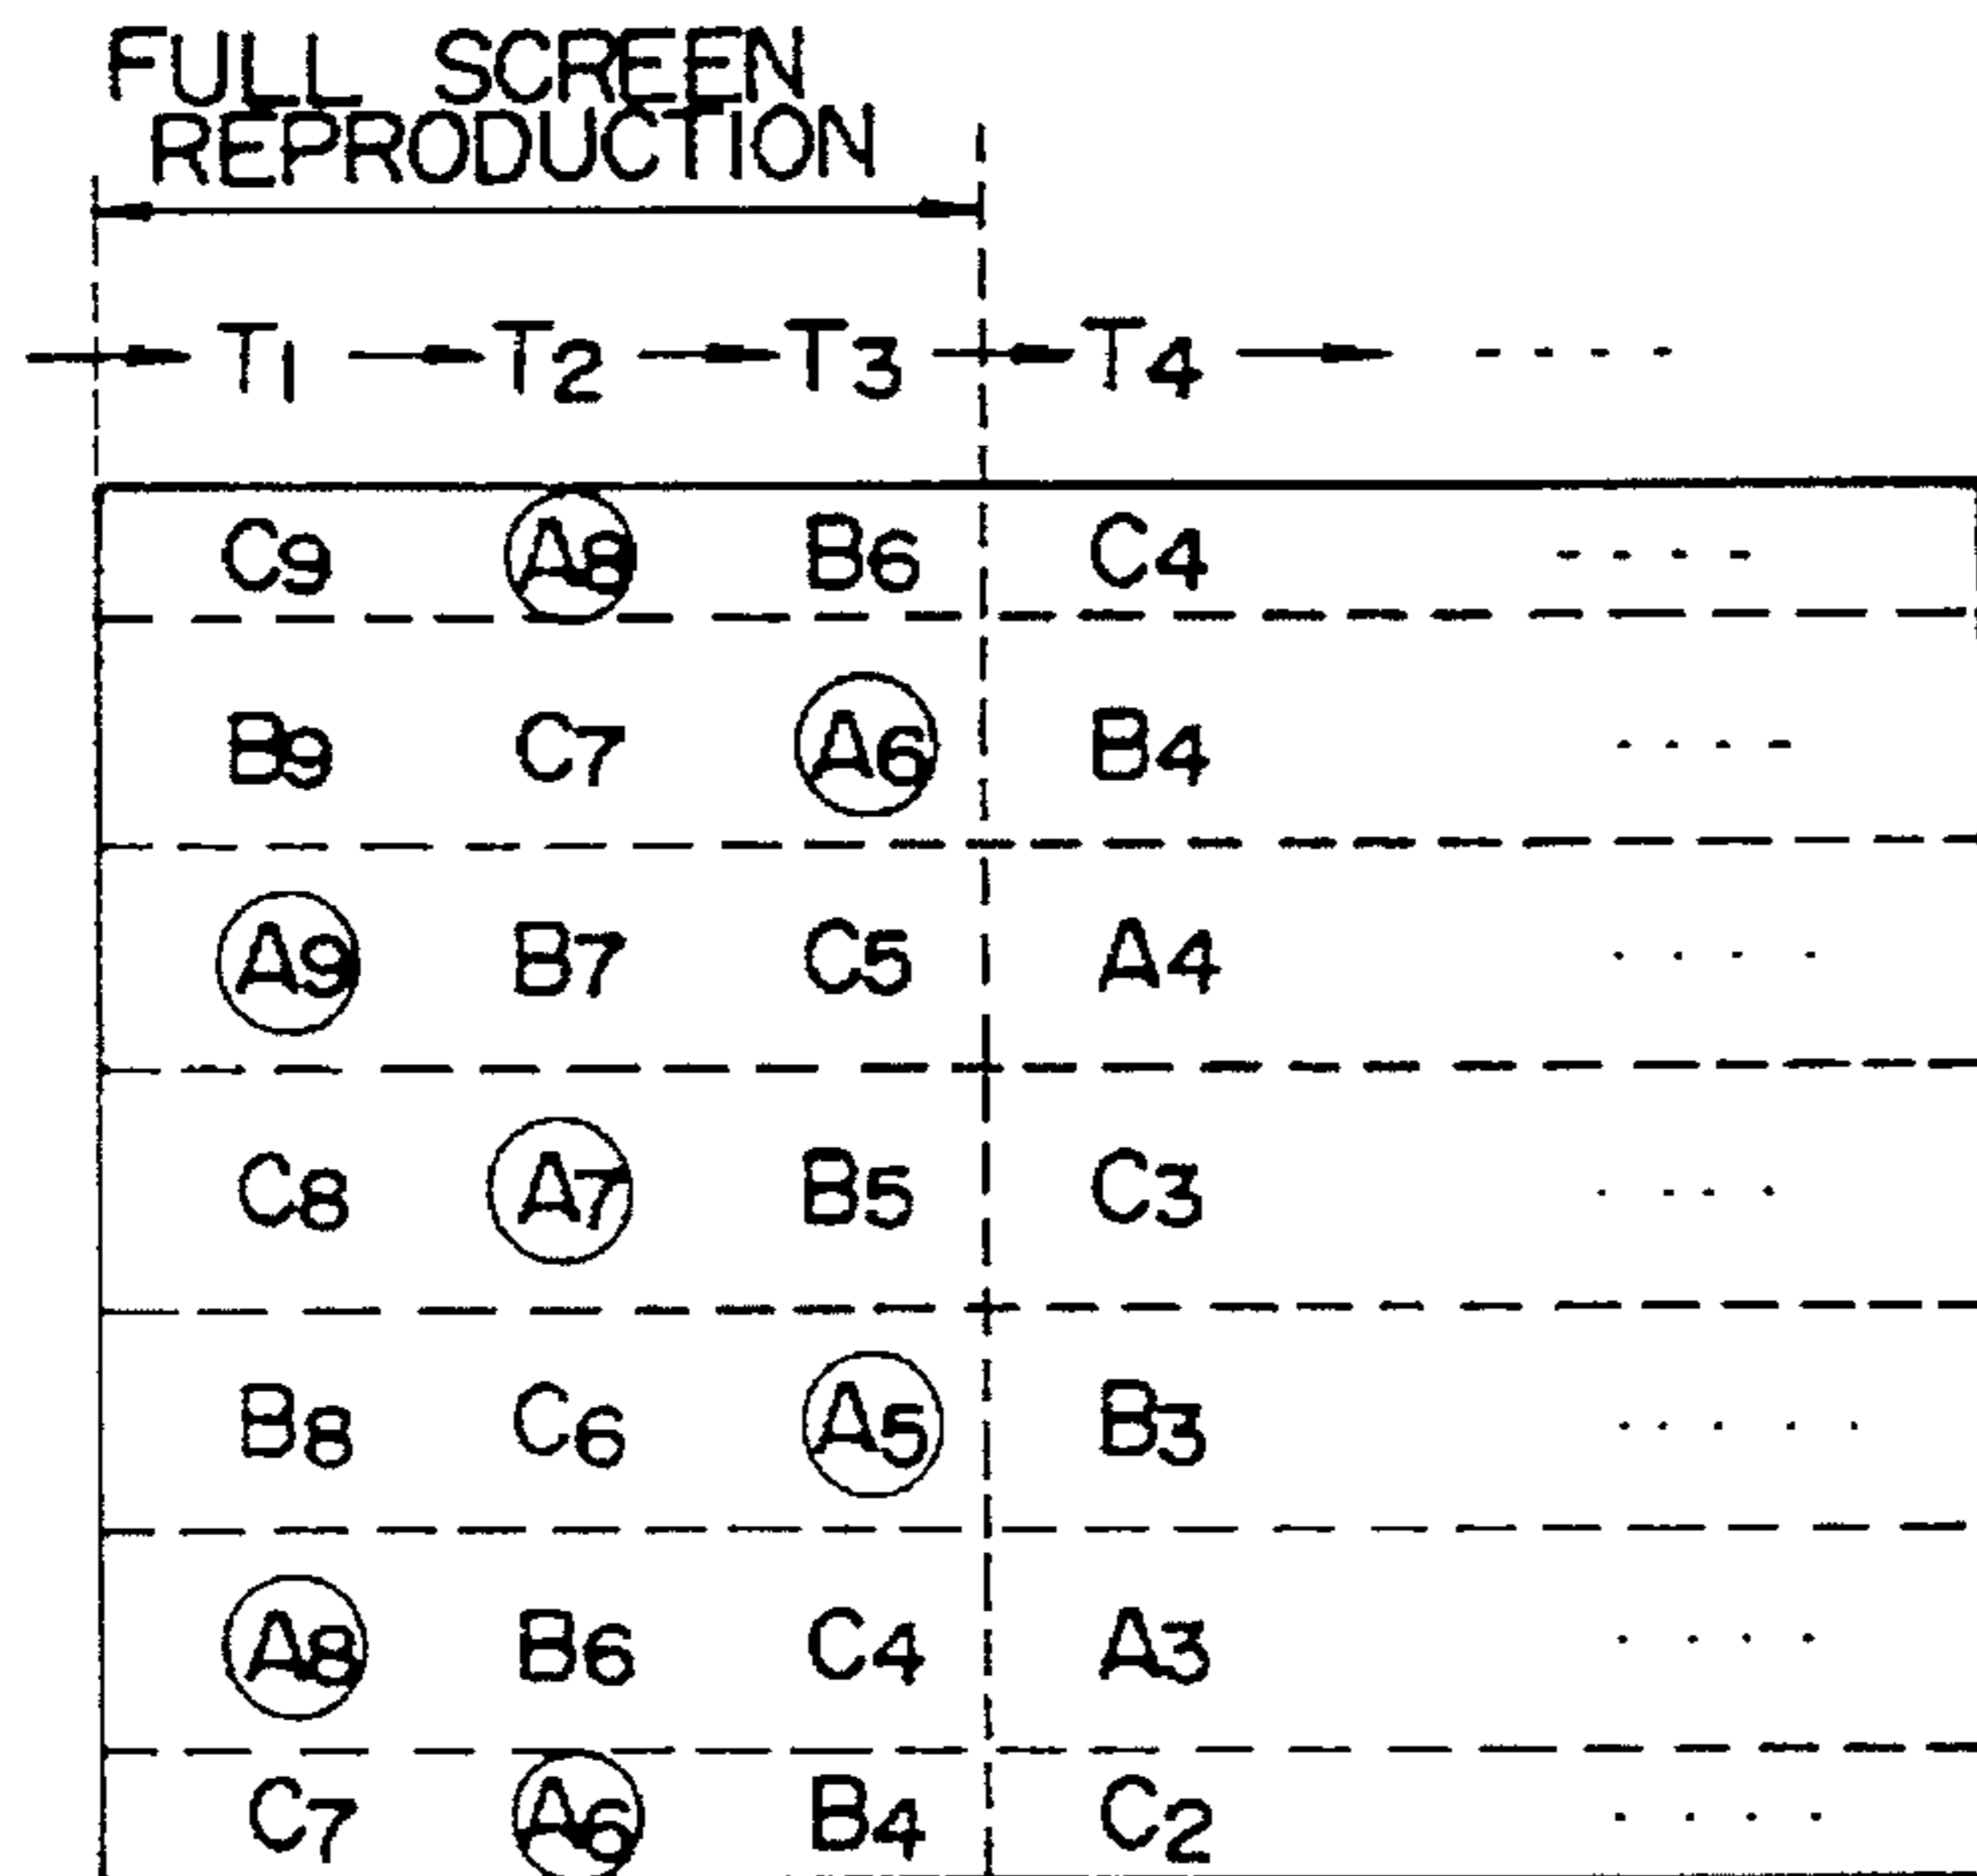 FULL SCREEN
REPRODUCTION
T1 T2 T3 T4
C9 A8 B6 C4
B9 C7 A6 B4
A9 B7 C5 A4
C8 A7 B5 C3
B8 C6 A5 B3
A8 B6 C4 A3
C7 A6 B4 C2